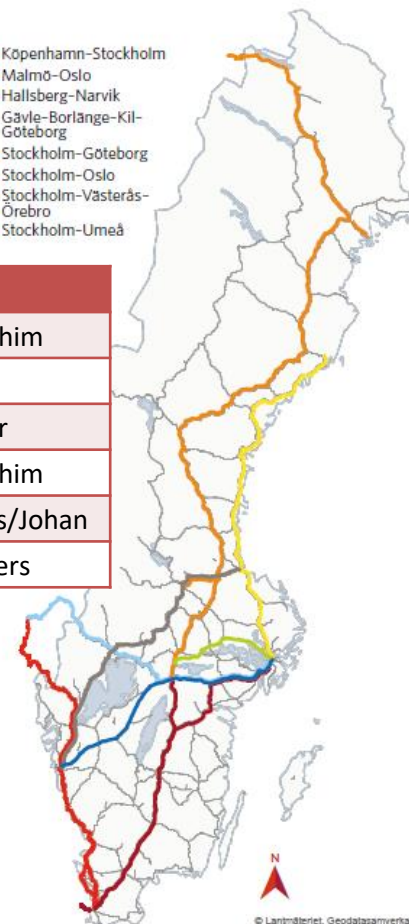 Köpenhamn-Stockholm
Malmö-Oslo
Hallsberg-Narvik
Gävle-Borlänge-Kil-
Göteborg
Stockholm-Göteborg
Stockholm-Oslo
Stockholm-Västerås-
Örebro
Stockholm-Umeå
him
r
him
s/Johan
ers
N
© Lantmäteriet, Geodatasamverka